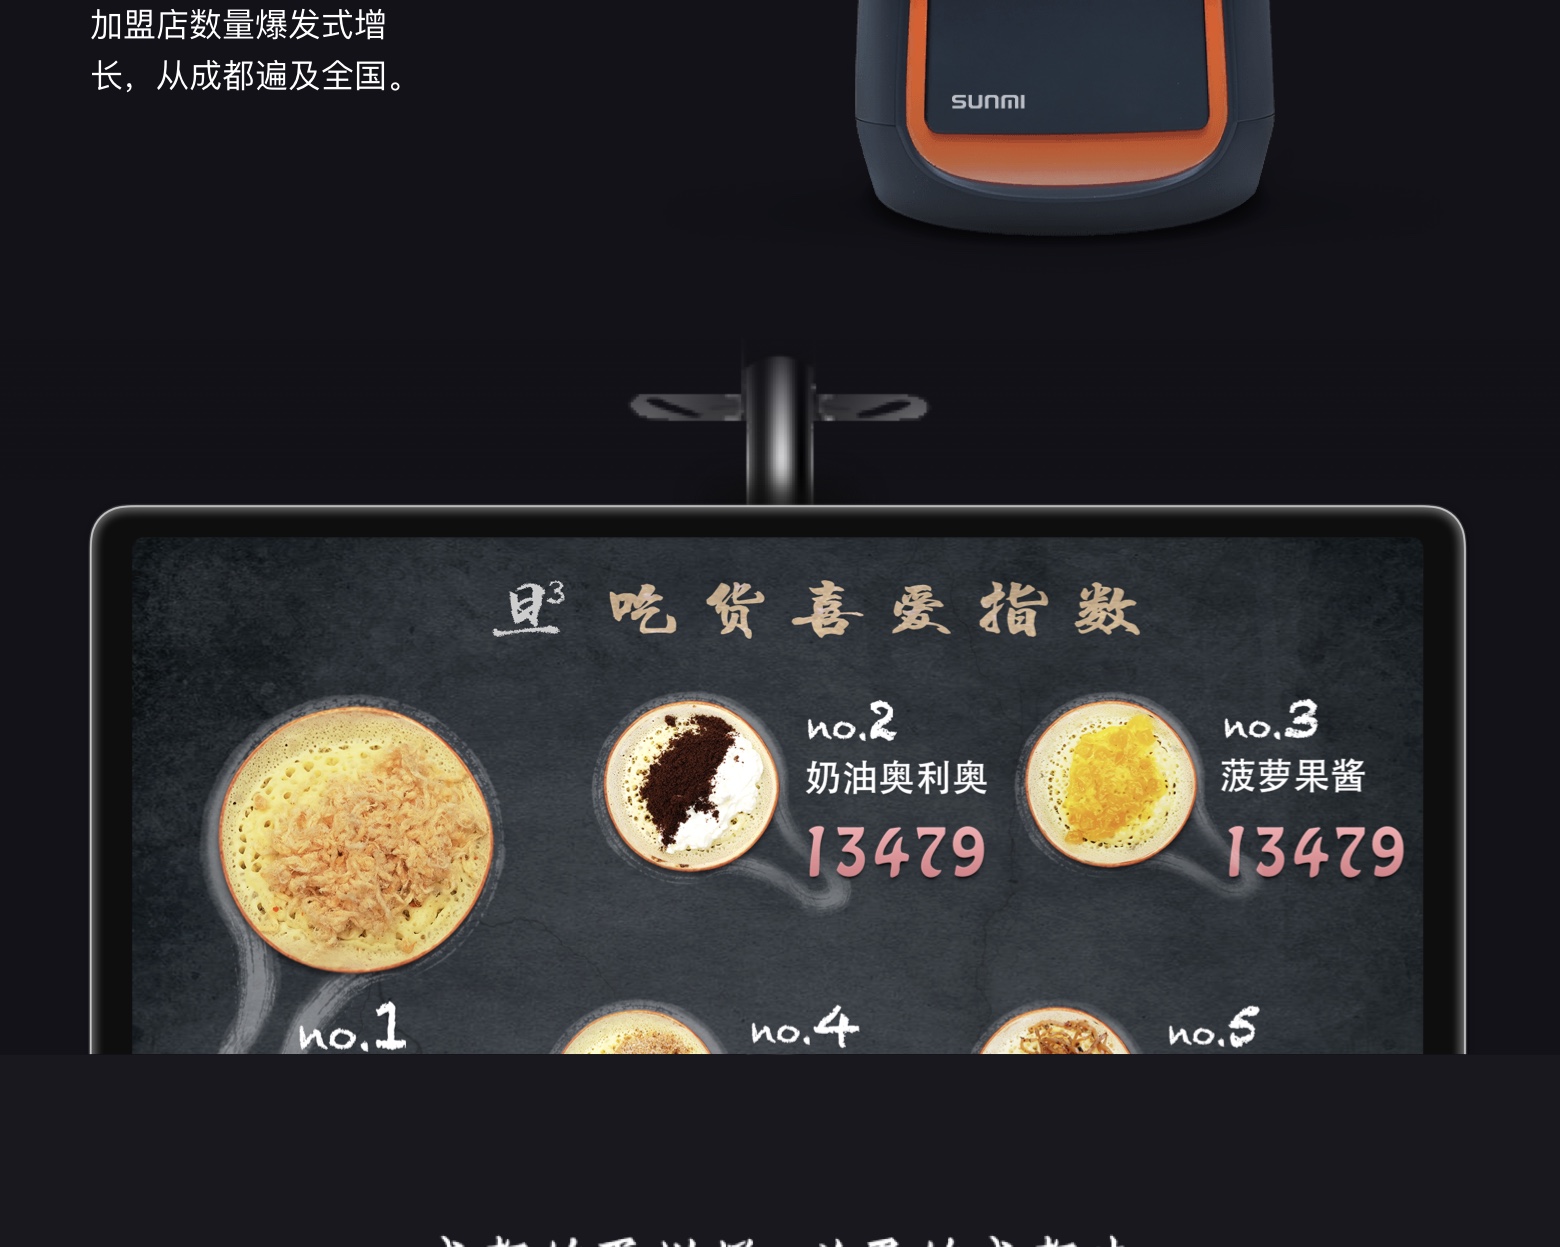 加盟店数量爆发式增
长，从成都遍及全国。
sunmi
旦³ 吃货喜爱指数
no.2
奶油奥利奥
13479
no.3
菠萝果酱
13479
no.1
no.4
no.5